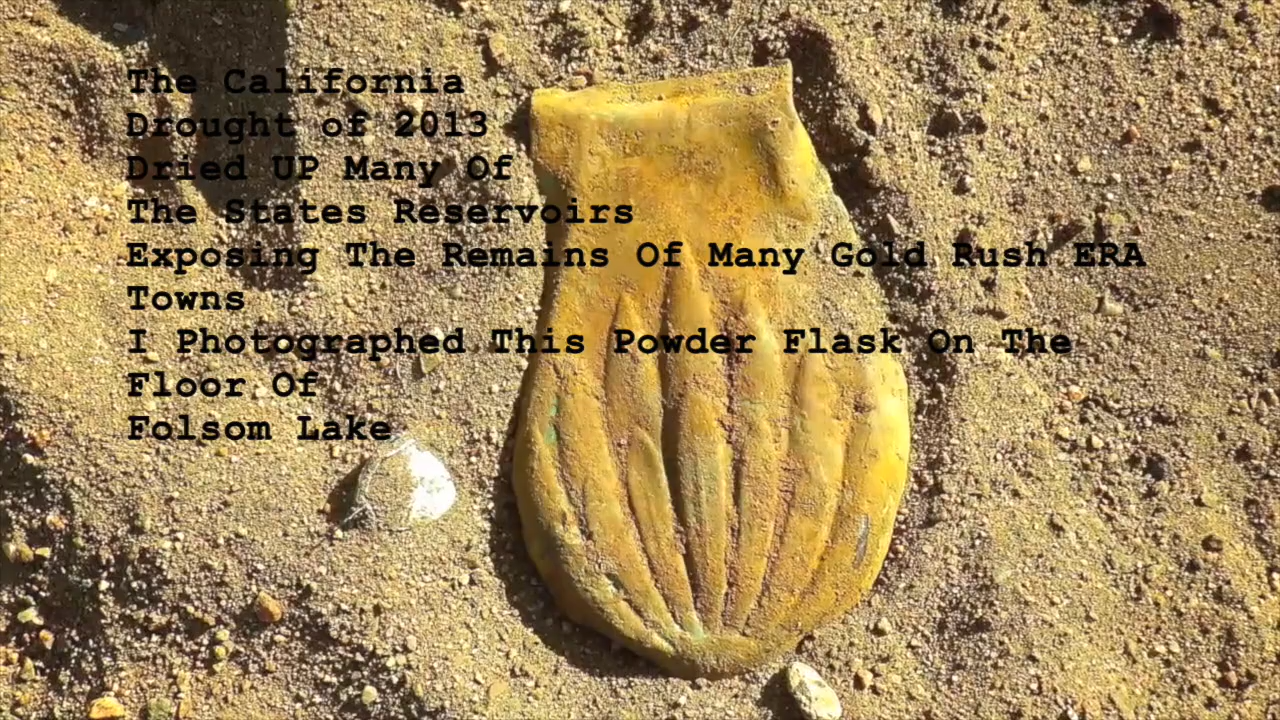 The California
Drought of 2013
Dried UP Many Of
The States Reservoirs
Exposing The Remains Of Many Gold Rush ERA
Towns
I Photographed This Powder Flask On The
Floor Of
Folsom Lake